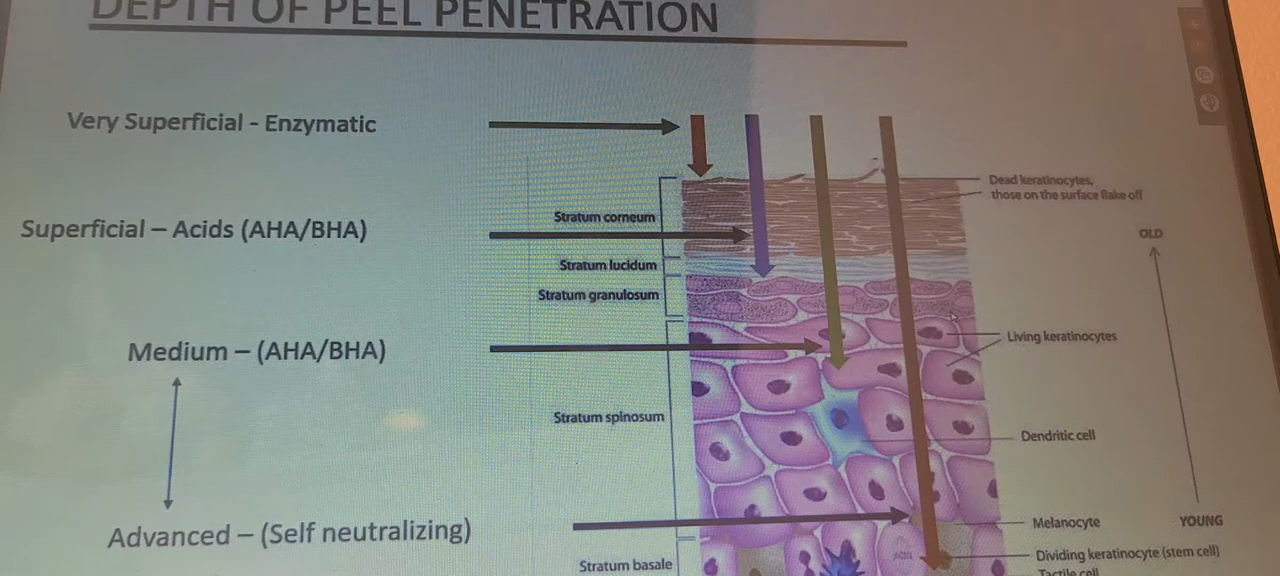 DEPTH OF PEEL PENETRATION
Very Superficial - Enzymatic
Dead keratinocytes,
those on the surface flake off
Stratum corneum
Superficial – Acids (AHA/BHA)
OLD
Stratum lucidum
Stratum granulosum
Living keratinocytes
Medium – (AHA/BHA)
Stratum spinosum
Dendritic cell
Melanocyte
YOUNG
Advanced – (Self neutralizing)
Dividing keratinocyte (stem cell)
Stratum basale
Tactile cell